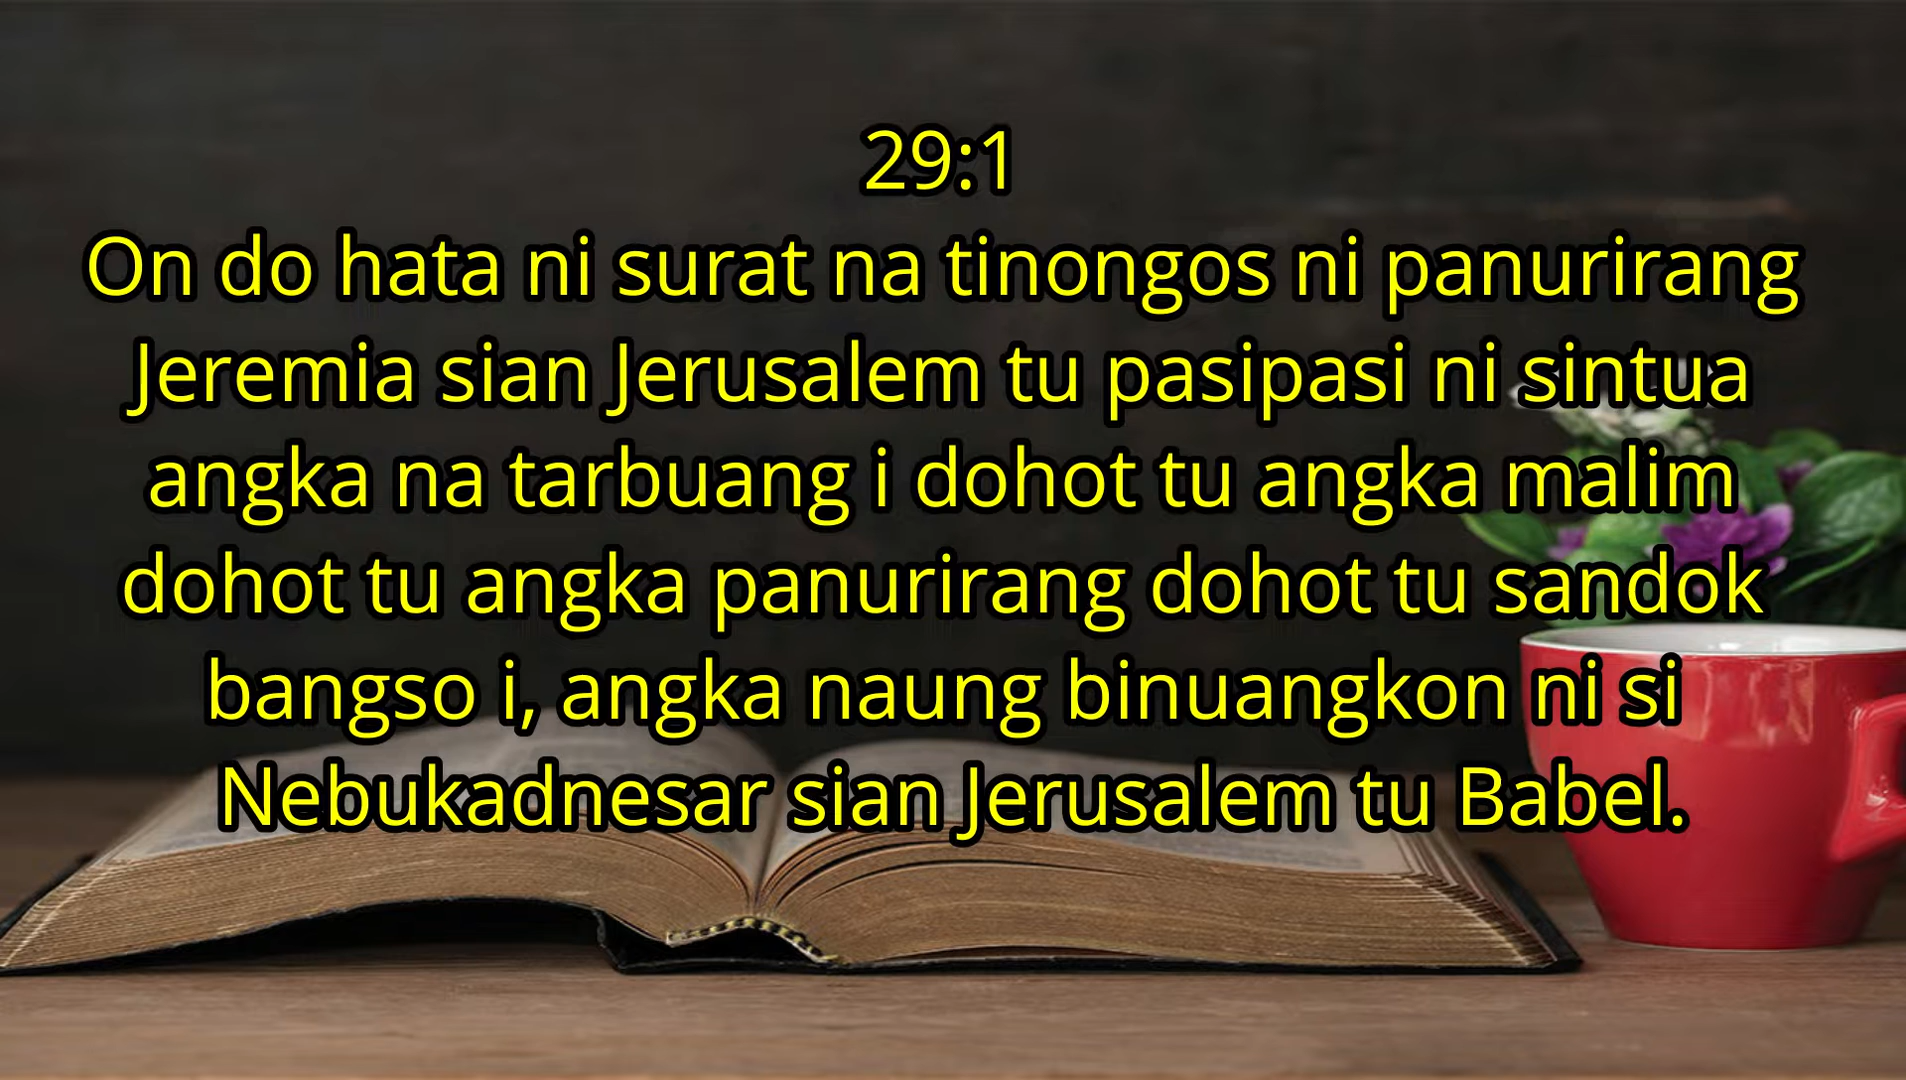 29:1
On do hata ni surat na tinongos ni panurirang
Jeremia sian Jerusalem tu pasipasi ni sintua
angka na tarbuang i dohot tu angka malim
dohot tu angka panurirang dohot tu sandok
bangso i, angka naung binuangkon ni si
Nebukadnesar sian Jerusalem tu Babel.